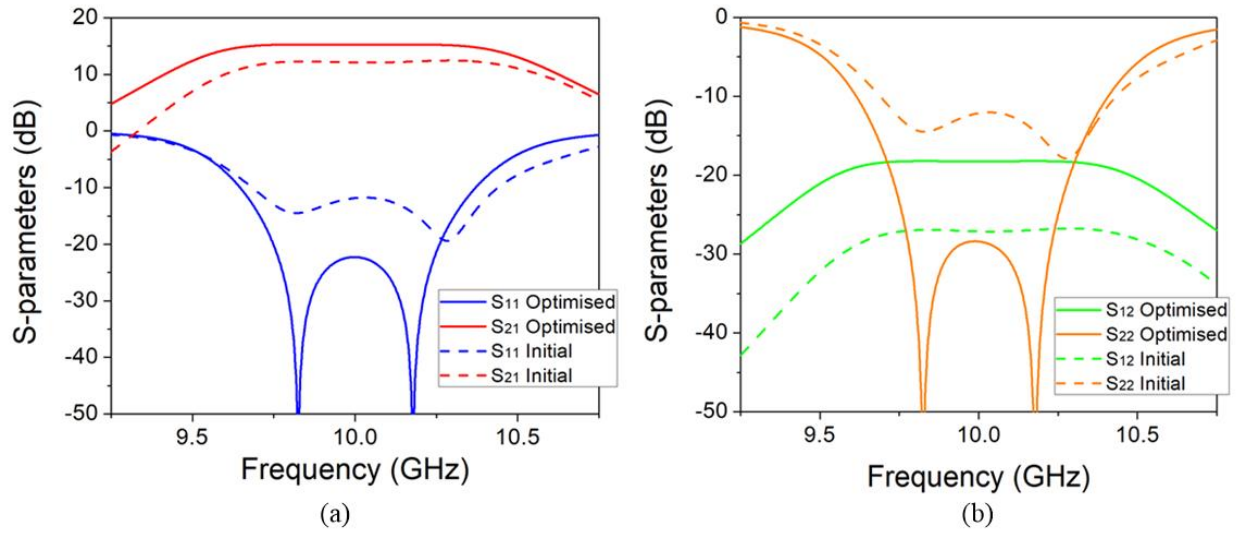 20
10
0
-10
-20
-30
-40
-50
S-parameters (dB)
9.5 10.0 10.5
Frequency (GHz)
S11 Optimised
S21 Optimised
S11 Initial
S21 Initial
(a)
0
-10
-20
-30
-40
-50
S-parameters (dB)
9.5 10.0 10.5
Frequency (GHz)
S12 Optimised
S22 Optimised
S12 Initial
S22 Initial
(b)